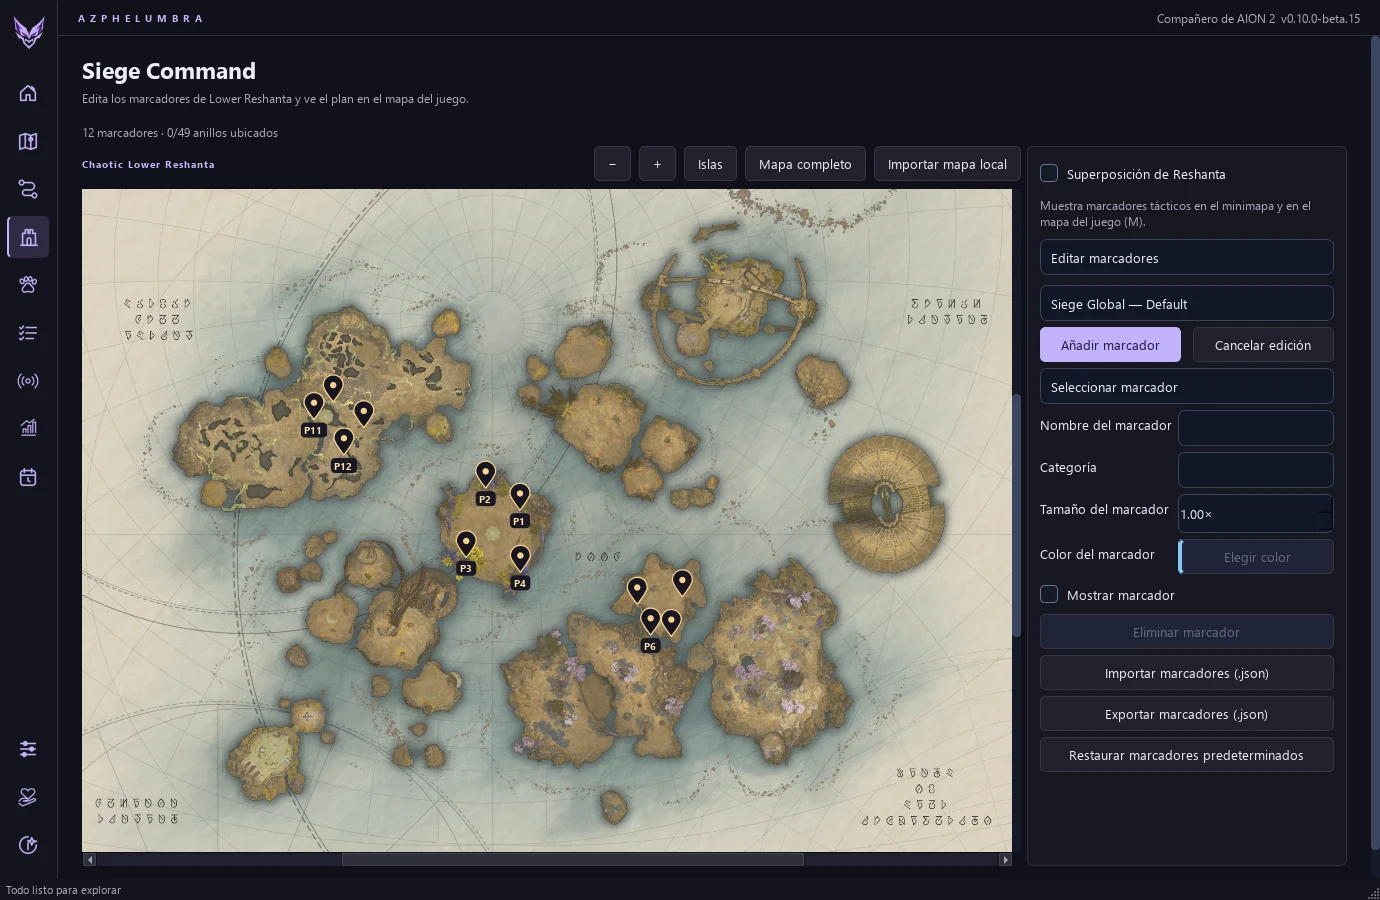 AZPHELUMBRA
Compañero de AION 2 v0.10.0-beta.15
Siege Command
Edita los marcadores de Lower Reshanta y ve el plan en el mapa del juego.
12 marcadores · 0/49 anillos ubicados
Chaotic Lower Reshanta
−
+
Islas
Mapa completo
Importar mapa local
P11
P12
P2
P1
P3
P4
P6
Superposición de Reshanta
Muestra marcadores tácticos en el minimapa y en el
mapa del juego (M).
Editar marcadores
Siege Global — Default
Añadir marcador
Cancelar edición
Seleccionar marcador
Nombre del marcador
Categoría
Tamaño del marcador
1.00×
Color del marcador
Elegir color
Mostrar marcador
Eliminar marcador
Importar marcadores (.json)
Exportar marcadores (.json)
Restaurar marcadores predeterminados
Todo listo para explorar